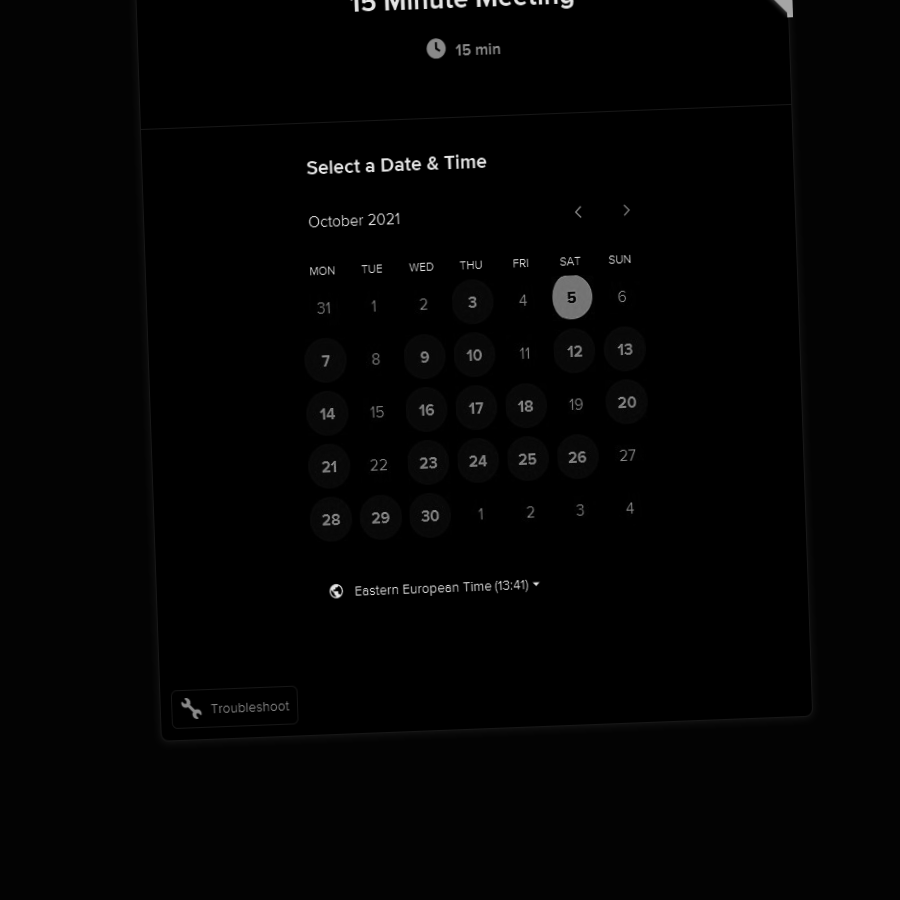 15 Minute Meeting
15 min
Select a Date & Time
October 2021
MON TUE WED THU FRI SAT SUN
31 1 2 3 4 5 6
7 8 9 10 11 12 13
14 15 16 17 18 19 20
21 22 23 24 25 26 27
28 29 30 1 2 3 4
Eastern European Time (13:41)
Troubleshoot